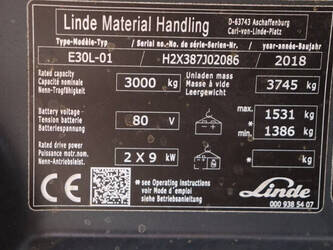 Linde Material Handling
D-63743 Aschaffenburg
Carl-von-Linde-Platz
Type-Modèle-Typ / Serial no.-No. de série-Serien-Nr. / year-année-Baujahr
E30L-01 / H2X387J02086 / 2018
Rated capacity
Capacité nominale
Nenn-Tragfähigkeit
3000 kg
Unladen mass
Masse à vide
Leergewicht
3745 kg
Battery voltage
Tension batterie
Batteriespannung
80 V
max. 1531 kg
min. 1386 kg
Rated drive power
Puissance mot. nom.
Nenn-Antriebsleist.
2 X 9 kW
* kg
* see Operating instructions
voir Mode d'emploi
siehe Betriebsanleitung
CE
Linde
000 938 54 07